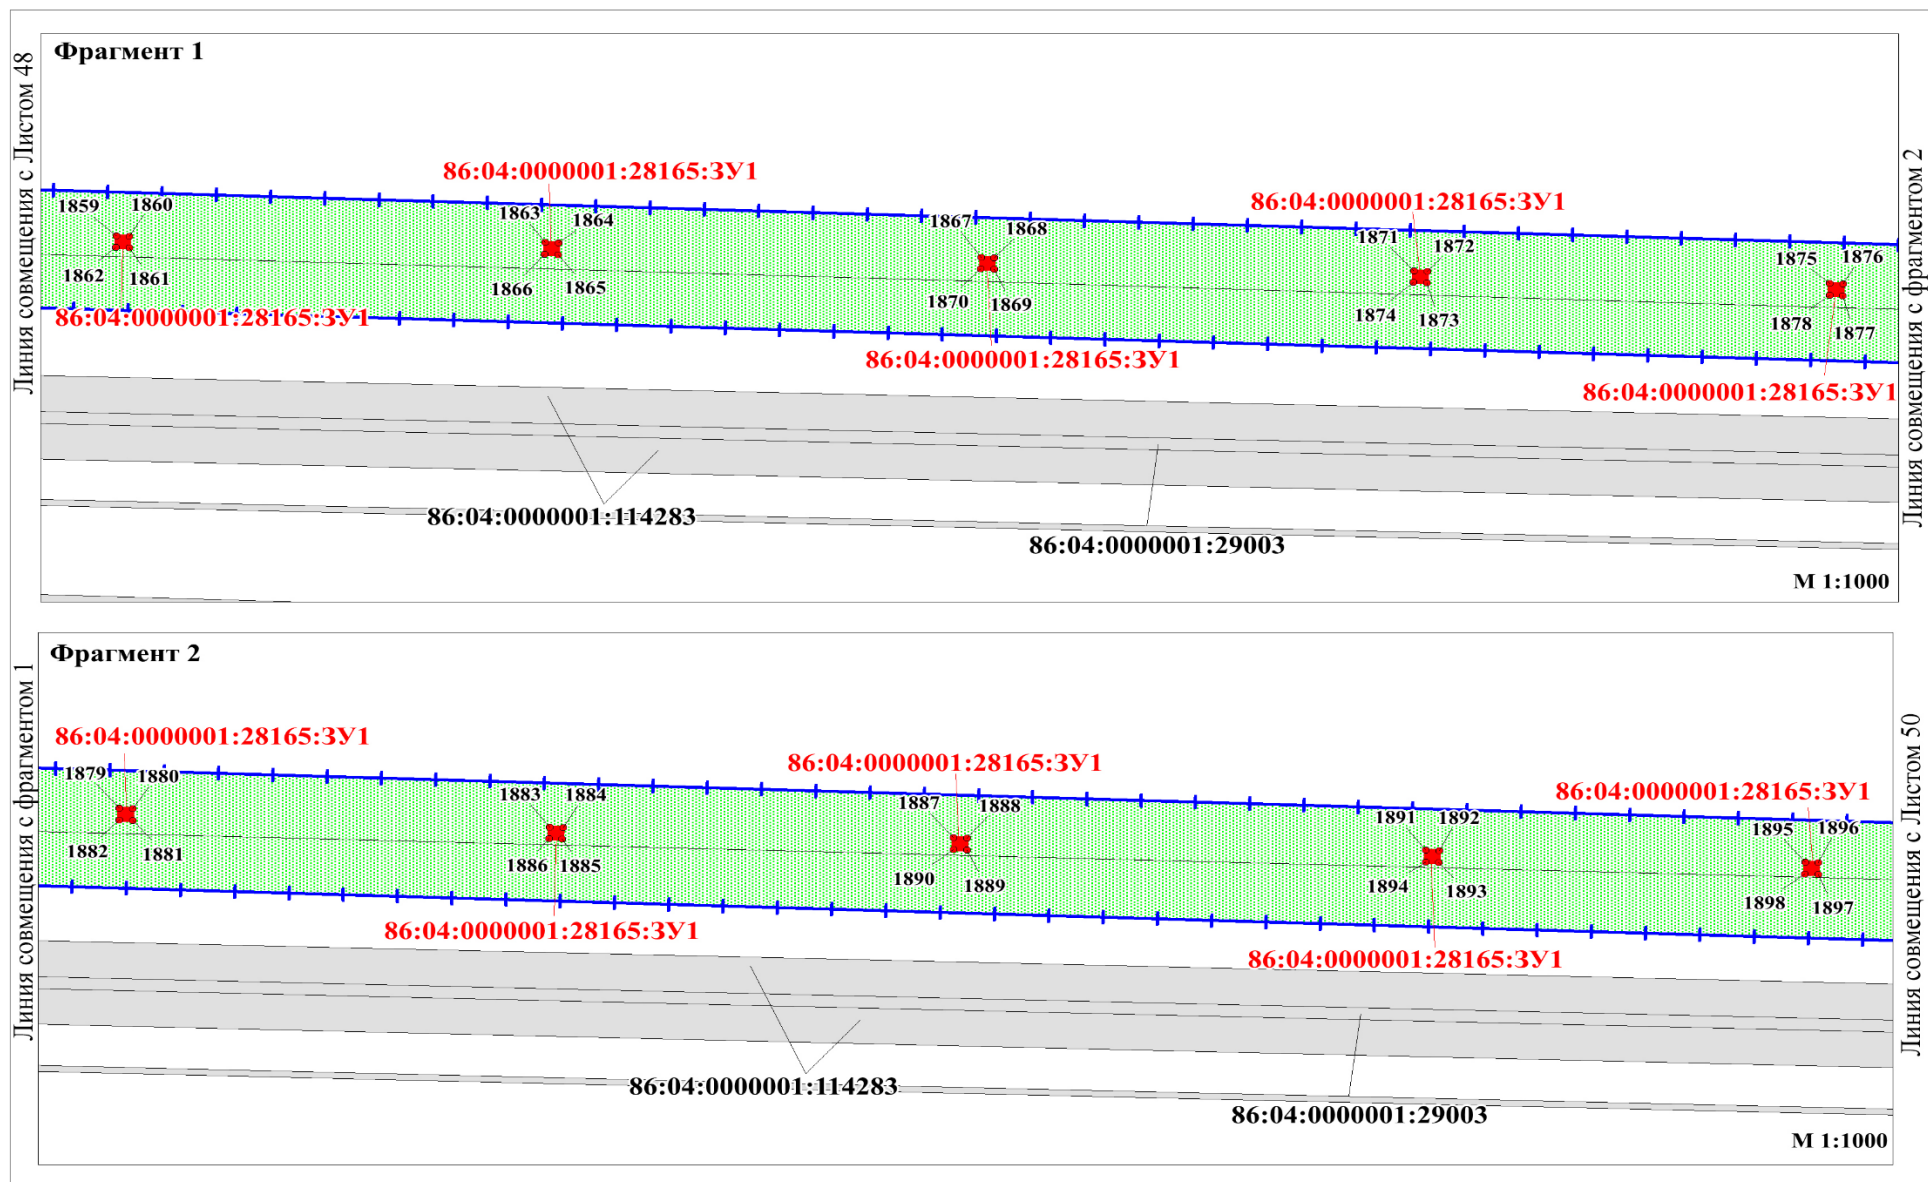 Фрагмент 1
Линия совмещения с Листом 48
86:04:0000001:28165:ЗУ1
86:04:0000001:28165:ЗУ1
1859 1860
1863 1864
1867 1868
1871 1872
1875 1876
1862 1861
1866 1865
1870 1869
1874 1873
1878 1877
86:04:0000001:28165:ЗУ1
86:04:0000001:28165:ЗУ1
86:04:0000001:28165:ЗУ1
86:04:0000001:114283
86:04:0000001:29003
М 1:1000
Линия совмещения с фрагментом 2
Фрагмент 2
Линия совмещения с фрагментом 1
86:04:0000001:28165:ЗУ1
86:04:0000001:28165:ЗУ1
86:04:0000001:28165:ЗУ1
1879 1880
1883 1884
1887 1888
1891 1892
1895 1896
1882 1881
1886 1885
1890 1889
1894 1893
1898 1897
86:04:0000001:28165:ЗУ1
86:04:0000001:28165:ЗУ1
86:04:0000001:114283
86:04:0000001:29003
М 1:1000
Линия совмещения с Листом 50